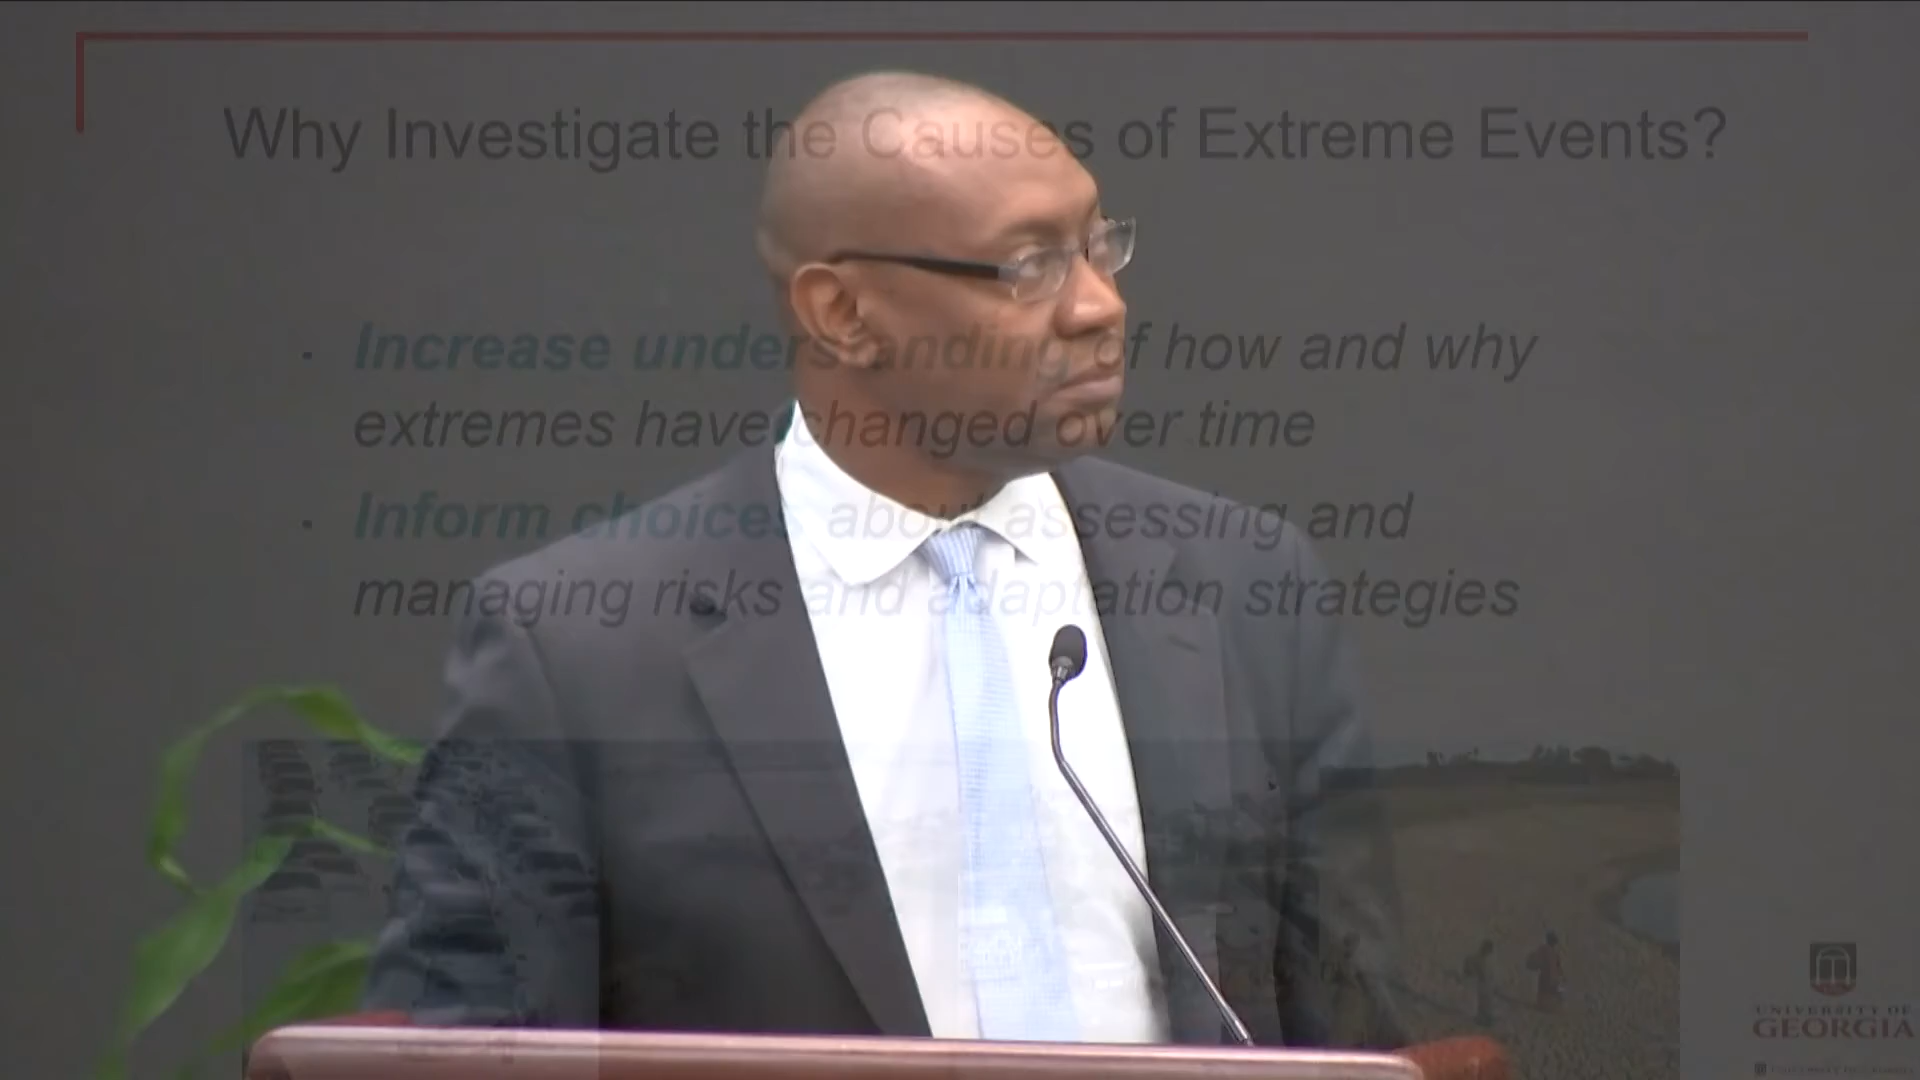 Why Investigate the Causes of Extreme Events?
· Increase understanding of how and why
extremes have changed over time
· Inform choices about assessing and
managing risks and adaptation strategies
UNIVERSITY OF
GEORGIA